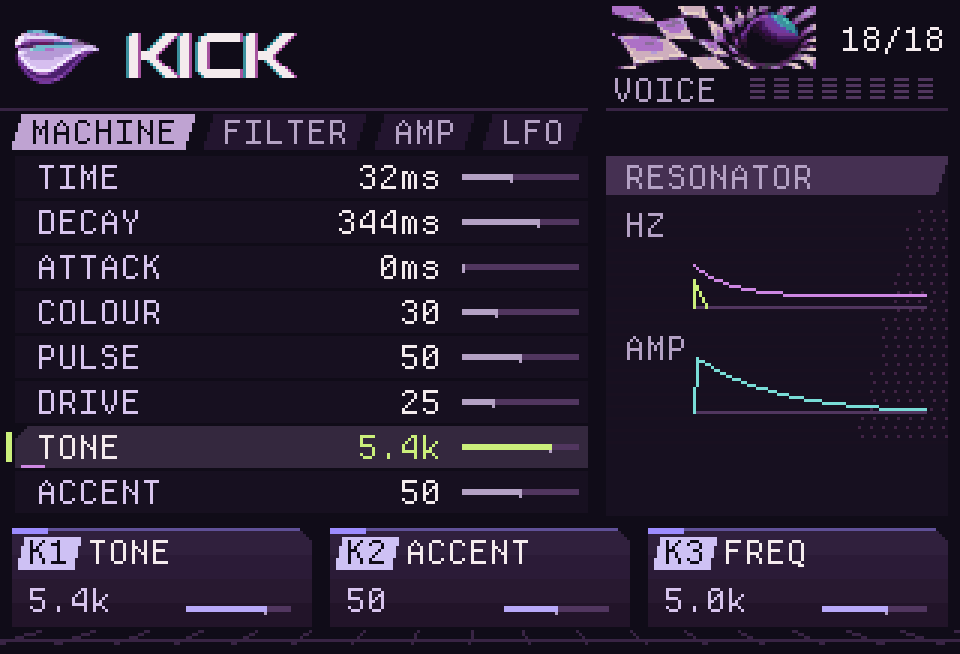 KICK
18/18
VOICE
MACHINE FILTER AMP LFO
TIME 32ms
DECAY 344ms
ATTACK 0ms
COLOUR 30
PULSE 50
DRIVE 25
TONE 5.4k
ACCENT 50
RESONATOR
HZ
AMP
K1 TONE
5.4k
K2 ACCENT
50
K3 FREQ
5.0k